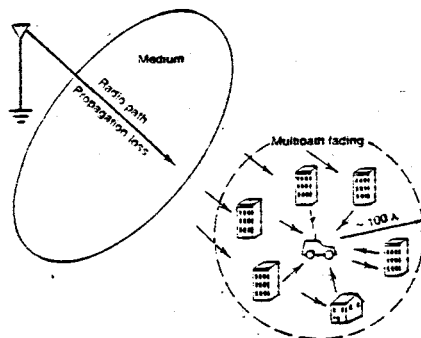 Medium
Radio path
Propagation loss
Multipath fading
~ 100 λ